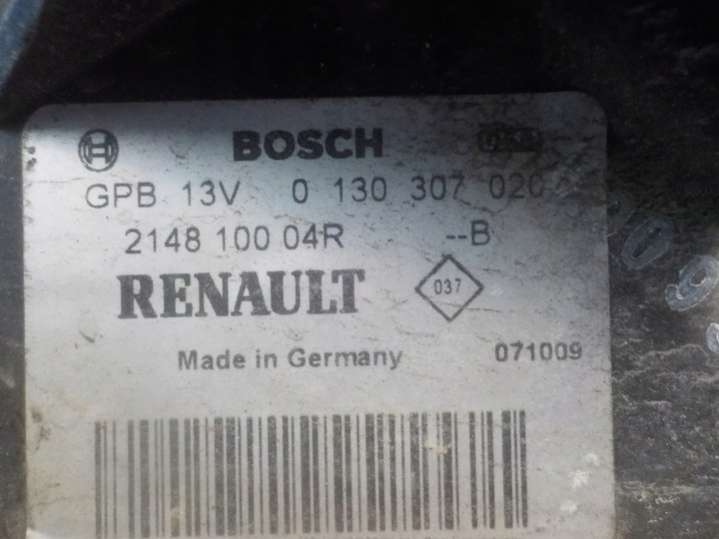 BOSCH
GPB 13V 0 130 307 020
2148 100 04R --B
RENAULT 037
Made in Germany 071009